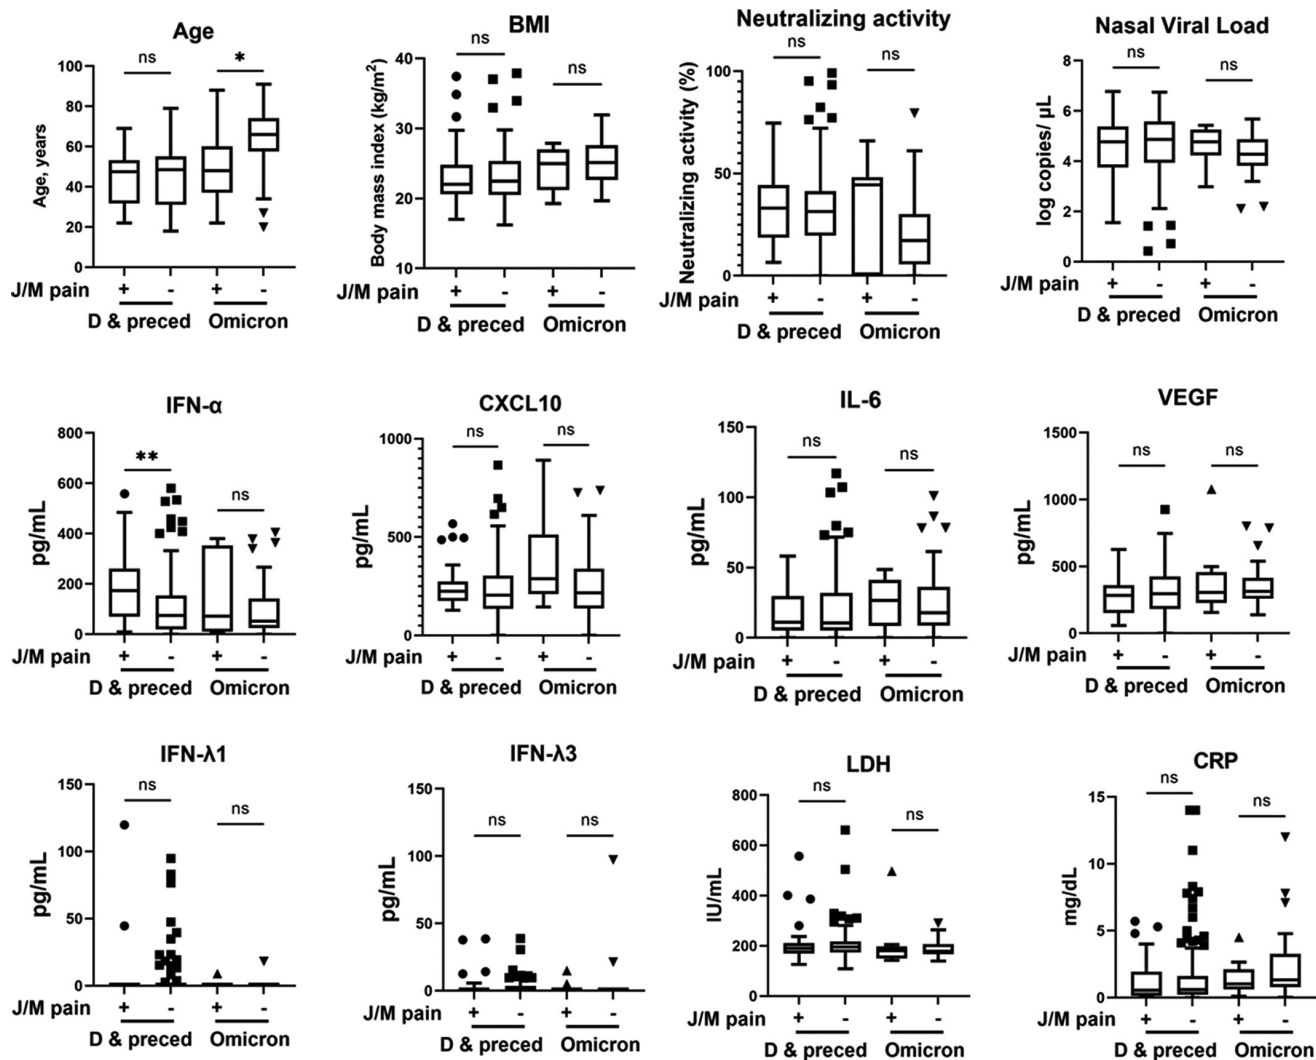 Age
ns
*
Age, years
100
80
60
40
20
0
J/M pain + - + -
D & preced Omicron
BMI
ns
ns
Body mass index (kg/m²)
40
30
20
10
J/M pain + - + -
D & preced Omicron
Neutralizing activity
ns
ns
Neutralizing activity (%)
100
50
0
J/M pain + - + -
D & preced Omicron
Nasal Viral Load
ns
ns
log copies/ µL
8
6
4
2
0
J/M pain + - + -
D & preced Omicron
IFN-α
**
ns
pg/mL
800
600
400
200
0
J/M pain + - + -
D & preced Omicron
CXCL10
ns
ns
pg/mL
1000
500
0
J/M pain + - + -
D & preced Omicron
IL-6
ns
ns
pg/mL
150
100
50
0
J/M pain + - + -
D & preced Omicron
VEGF
ns
ns
pg/mL
1500
1000
500
0
J/M pain + - + -
D & preced Omicron
IFN-λ1
ns
ns
pg/mL
150
100
50
0
J/M pain + - + -
D & preced Omicron
IFN-λ3
ns
ns
pg/mL
150
100
50
0
J/M pain + - + -
D & preced Omicron
LDH
ns
ns
IU/mL
800
600
400
200
0
J/M pain + - + -
D & preced Omicron
CRP
ns
ns
mg/dL
15
10
5
0
J/M pain + - + -
D & preced Omicron